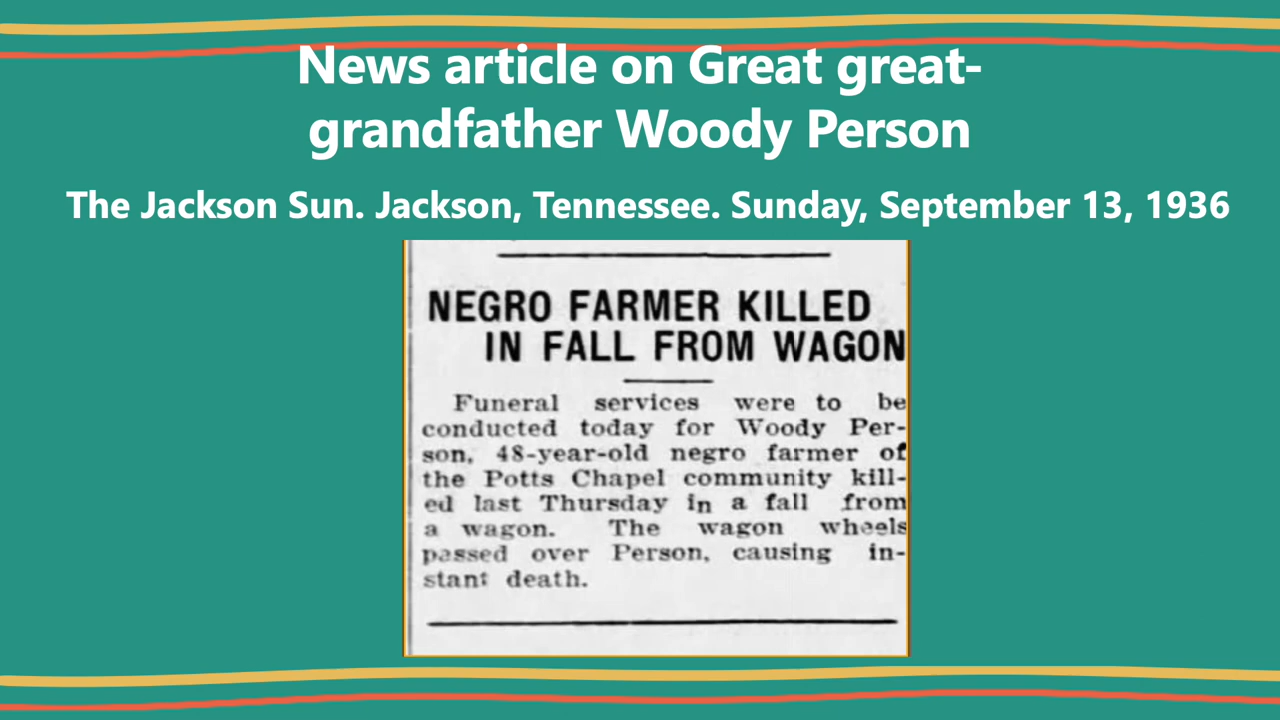 News article on Great great-
grandfather Woody Person
The Jackson Sun. Jackson, Tennessee. Sunday, September 13, 1936
NEGRO FARMER KILLED
IN FALL FROM WAGON
Funeral services were to be
conducted today for Woody Per-
son, 48-year-old negro farmer of
the Potts Chapel community kill-
ed last Thursday in a fall from
a wagon. The wagon wheels
passed over Person, causing in-
stant death.